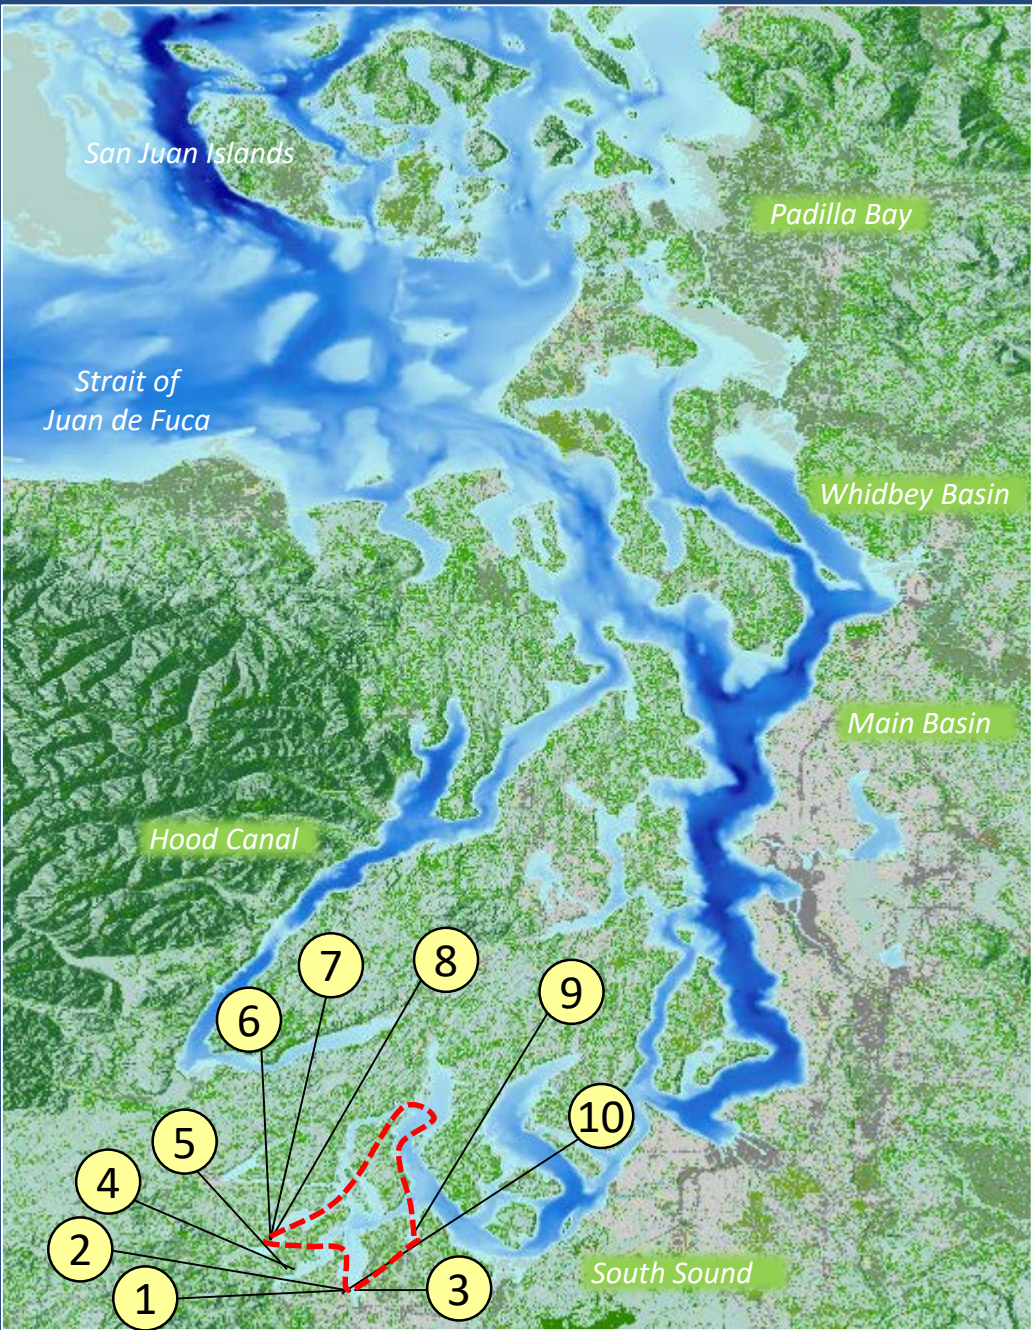 San Juan Islands
Padilla Bay
Strait of
Juan de Fuca
Whidbey Basin
Main Basin
Hood Canal
7
8
6
9
10
5
4
2
1
3
South Sound